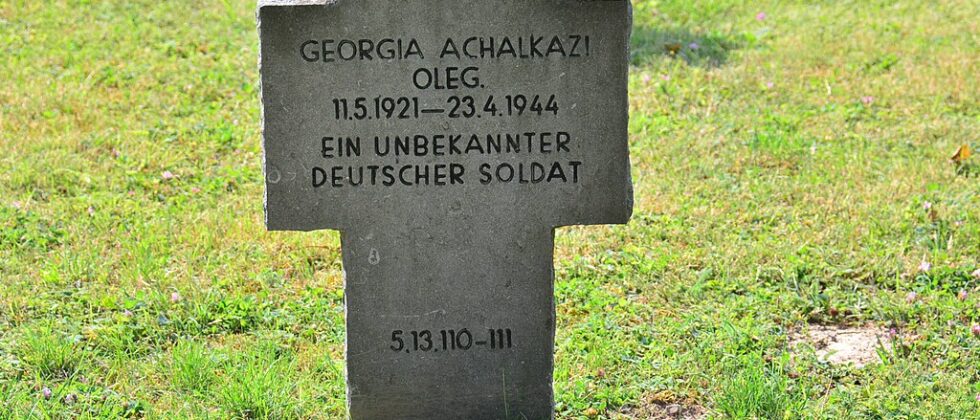 GEORGIA ACHALKAZI
OLEG.
11.5.1921—23.4.1944
EIN UNBEKANNTER
DEUTSCHER SOLDAT
5.13.110-111